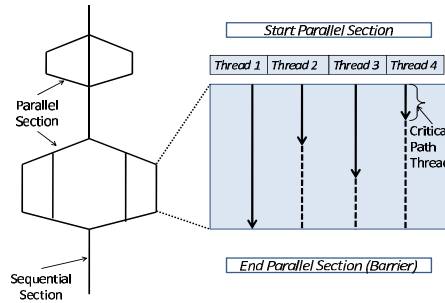 Start Parallel Section
Thread 1 Thread 2 Thread 3 Thread 4
Parallel
Section
Critica
Path
Threa
Sequential
Section
End Parallel Section (Barrier)